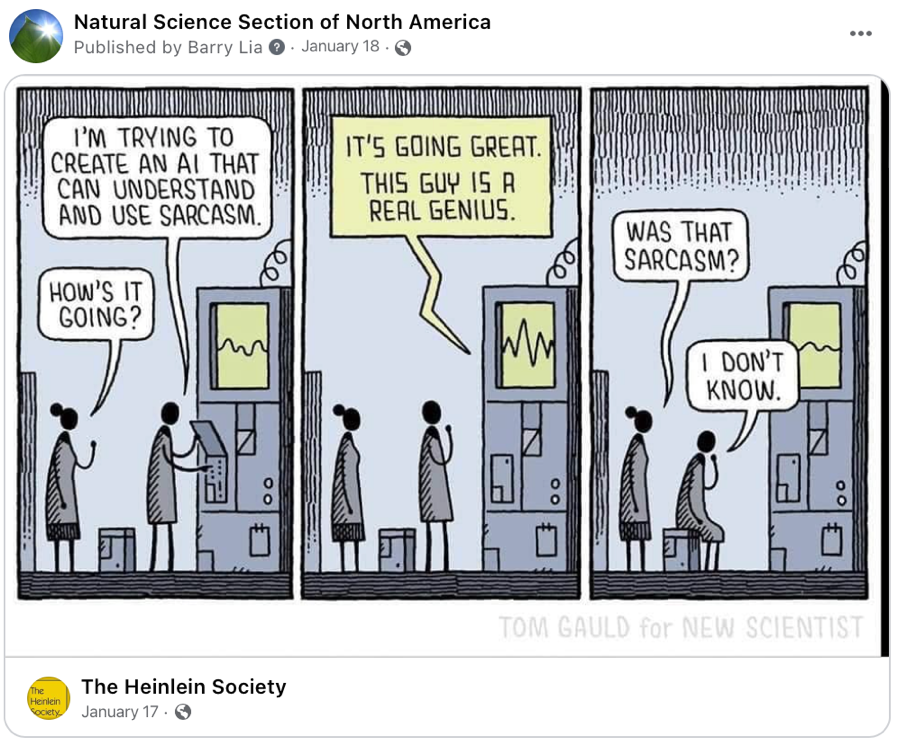 Natural Science Section of North America
Published by Barry Lia ? · January 18 ·
I'M TRYING TO
CREATE AN AI THAT
CAN UNDERSTAND
AND USE SARCASM.
HOW'S IT
GOING?
IT'S GOING GREAT.
THIS GUY IS A
REAL GENIUS.
WAS THAT
SARCASM?
I DON'T
KNOW.
TOM GAULD for NEW SCIENTIST
The
Heinlein
Society
The Heinlein Society
January 17 ·